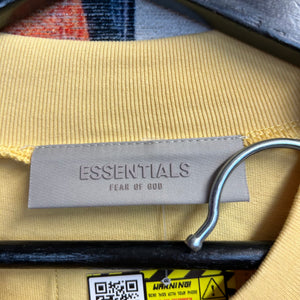 ESSENTIALS
FEAR OF GOD
WARNING!